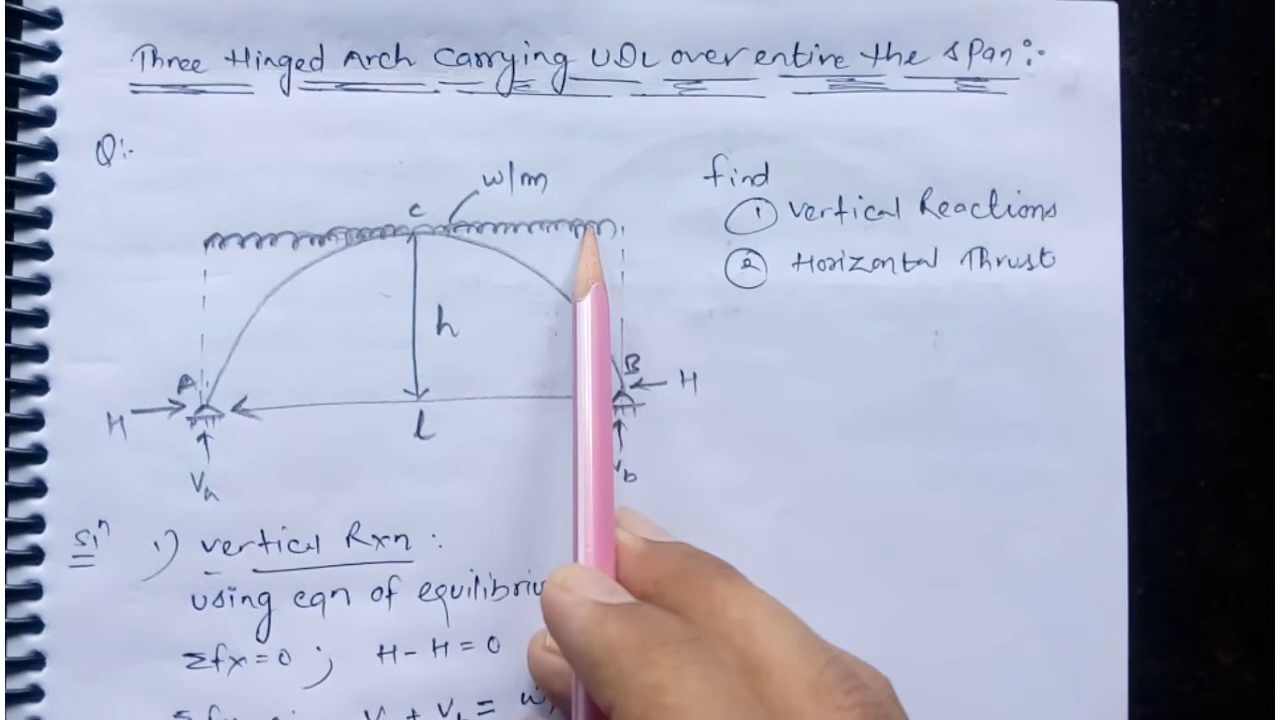 Three Hinged Arch Carrying UDL over entire the span:-
Q:-
w/m
find
① vertical Reactions
② Horizontal Thrust
C
h
A
B
H
H
l
Va
Vb
Slⁿ 1) vertical Rxn :
using eqn of
Σfx = 0 ; H - H = 0